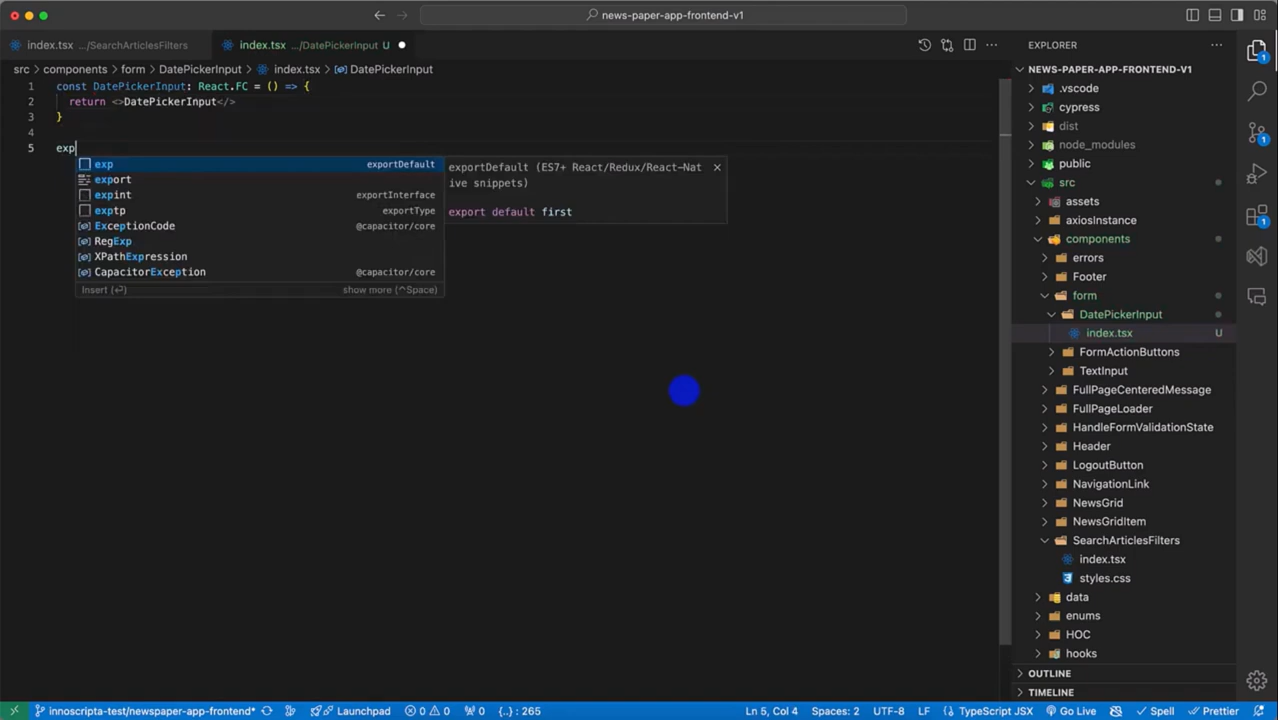 news-paper-app-frontend-v1
index.tsx .../SearchArticlesFilters
index.tsx .../DatePickerInput U
src > components > form > DatePickerInput > index.tsx > DatePickerInput
1 const DatePickerInput: React.FC = () => {
2 return <>DatePickerInput</>
3 }
4
5 exp
exp exportDefault
export
expint exportInterface
exptp exportType
ExceptionCode @capacitor/core
RegExp
XPathExpression
CapacitorException @capacitor/core
Insert (⏎) show more (^Space)
exportDefault (ES7+ React/Redux/React-Nat
ive snippets)
export default first
EXPLORER
NEWS-PAPER-APP-FRONTEND-V1
.vscode
cypress
dist
node_modules
public
src
assets
axiosInstance
components
errors
Footer
form
DatePickerInput
index.tsx U
FormActionButtons
TextInput
FullPageCenteredMessage
FullPageLoader
HandleFormValidationState
Header
LogoutButton
NavigationLink
NewsGrid
NewsGridItem
SearchArticlesFilters
index.tsx
styles.css
data
enums
HOC
hooks
OUTLINE
TIMELINE
1
1
1
innoscripta-test/newspaper-app-frontend* Launchpad 0 0 0 {..} : 265 Ln 5, Col 4 Spaces: 2 UTF-8 LF {} TypeScript JSX Go Live Spell Prettier